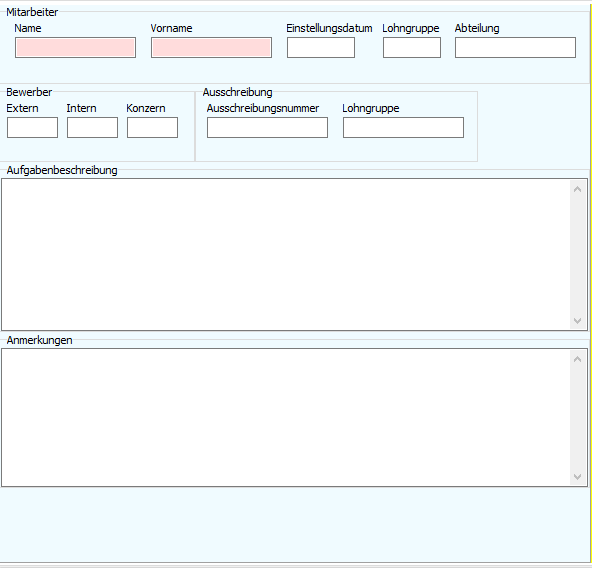 Mitarbeiter
Name Vorname Einstellungsdatum Lohngruppe Abteilung
Bewerber Ausschreibung
Extern Intern Konzern Ausschreibungsnummer Lohngruppe
Aufgabenbeschreibung
Anmerkungen